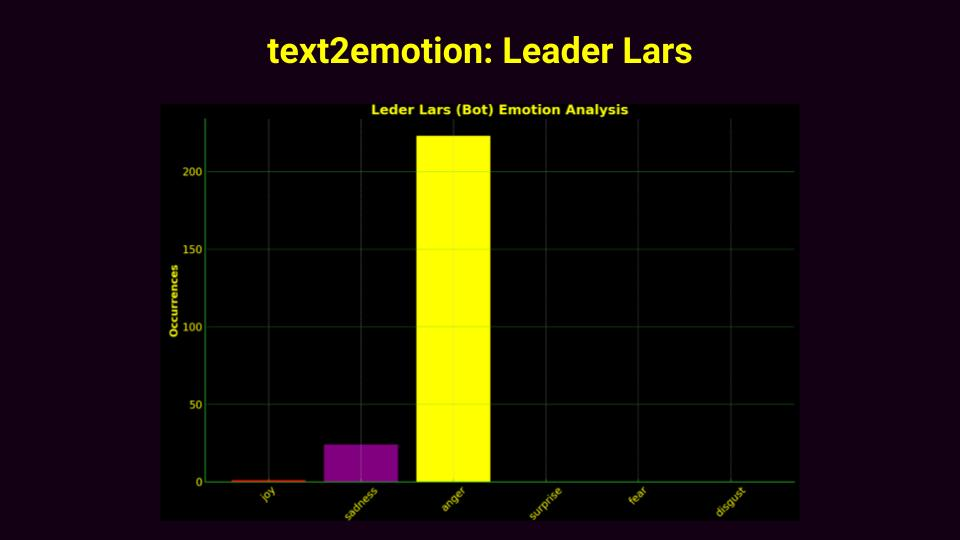 text2emotion: Leader Lars
Leder Lars (Bot) Emotion Analysis
Occurrences
200
150
100
50
0
joy
sadness
anger
surprise
fear
disgust